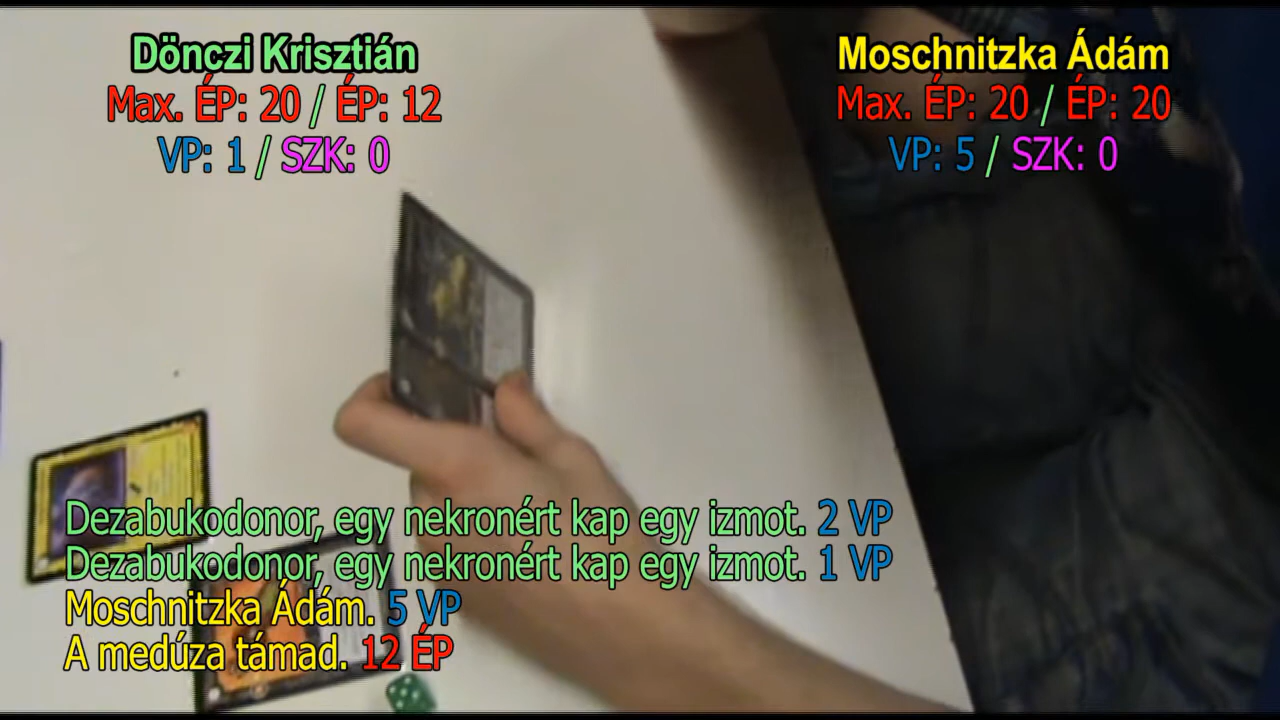 Dönczi Krisztián
Max. ÉP: 20 / ÉP: 12
VP: 1 / SZK: 0
Moschnitzka Ádám
Max. ÉP: 20 / ÉP: 20
VP: 5 / SZK: 0
Dezabukodonor, egy nekronért kap egy izmot. 2 VP
Dezabukodonor, egy nekronért kap egy izmot. 1 VP
Moschnitzka Ádám. 5 VP
A medúza támad. 12 ÉP